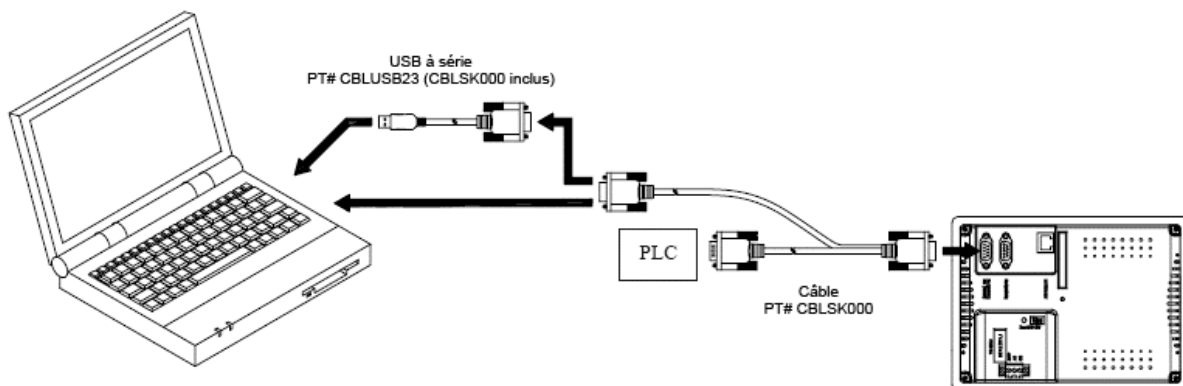 USB à série
PT# CBLUSB23 (CBLSK000 inclus)
PLC
Câble
PT# CBLSK000